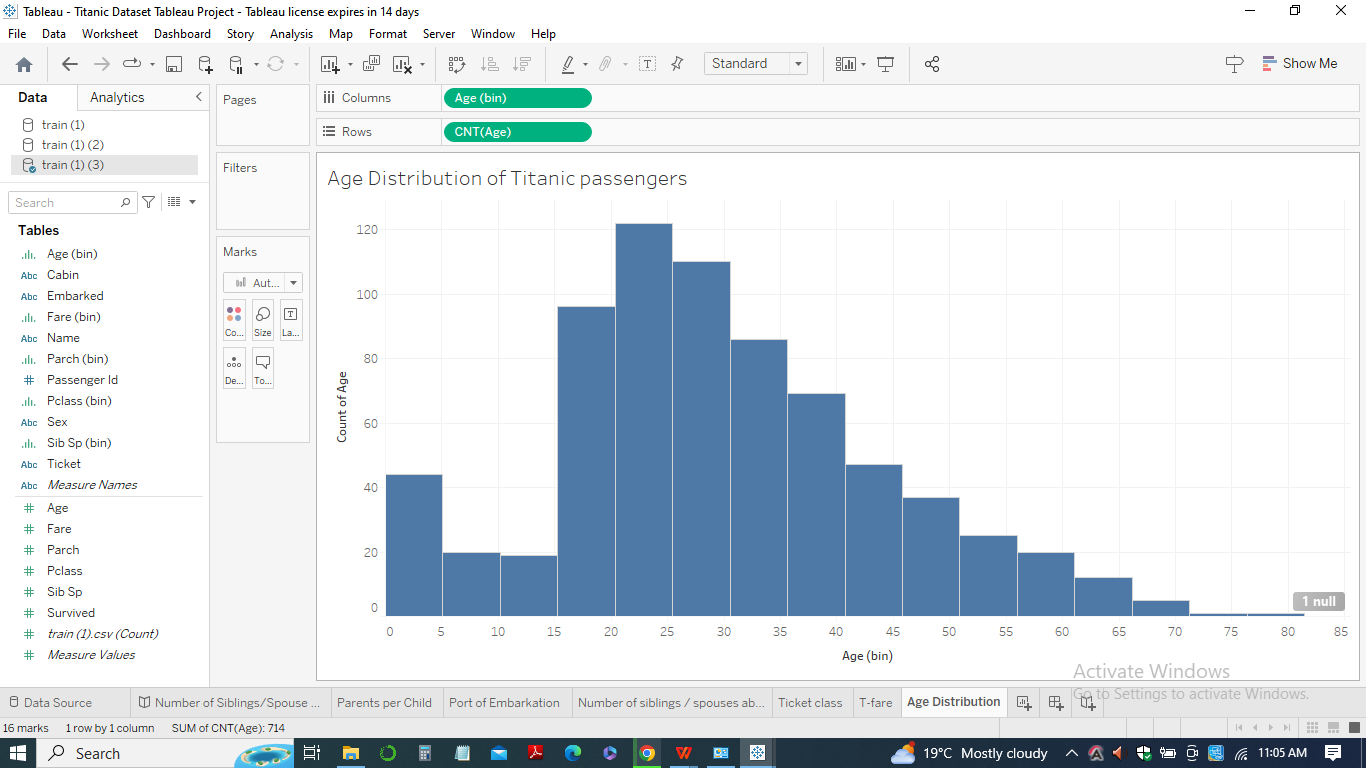 Tableau - Titanic Dataset Tableau Project - Tableau license expires in 14 days
File Data Worksheet Dashboard Story Analysis Map Format Server Window Help
Standard
Show Me
Data Analytics
train (1)
train (1) (2)
train (1) (3)
Search
Tables
Age (bin)
Abc Cabin
Abc Embarked
Fare (bin)
Abc Name
Parch (bin)
# Passenger Id
Pclass (bin)
Abc Sex
Sib Sp (bin)
Abc Ticket
Abc Measure Names
# Age
# Fare
# Parch
# Pclass
# Sib Sp
# Survived
# train (1).csv (Count)
# Measure Values
Pages
Filters
Marks
Aut...
Co... Size La...
De... To...
Columns Age (bin)
Rows CNT(Age)
Age Distribution of Titanic passengers
Count of Age
120
100
80
60
40
20
0
1 null
0 5 10 15 20 25 30 35 40 45 50 55 60 65 70 75 80 85
Age (bin)
Activate Windows
Go to Settings to activate Windows.
Data Source Number of Siblings/Spouse ... Parents per Child Port of Embarkation Number of siblings / spouses ab... Ticket class T-fare Age Distribution
16 marks 1 row by 1 column SUM of CNT(Age): 714
Search
19°C Mostly cloudy
11:05 AM